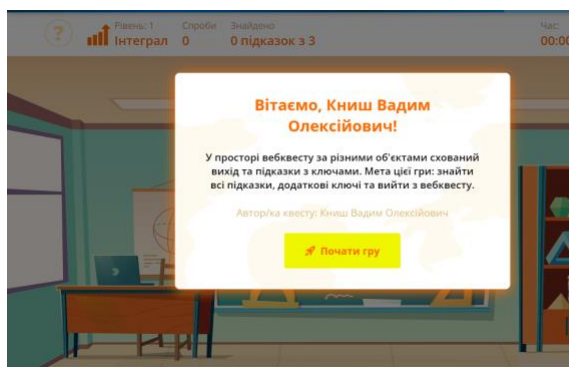 Рівень: 1
Інтеграл
Спроби
0
Знайдено
0 підказок з 3
Час:
00:00
Вітаємо, Книш Вадим
Олексійович!
У просторі вебквесту за різними об'єктами схований
вихід та підказки з ключами. Мета цієї гри: знайти
всі підказки, додаткові ключі та вийти з вебквесту.
Автор/ка квесту: Книш Вадим Олексійович
Почати гру